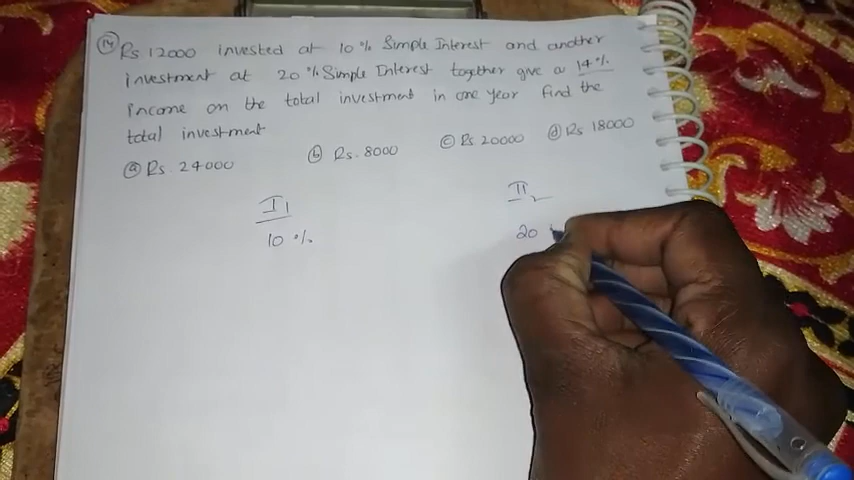 14 Rs 12000 invested at 10% Simple Interest and another
investment at 20% Simple Interest together give a 14%
income on the total investment in one year find the
total investment
a Rs. 24000 b Rs. 8000 c Rs 20000 d Rs 18000
I1 II2
10 % 20